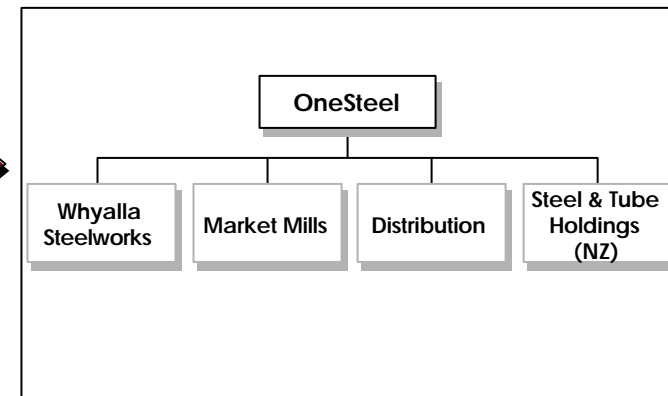 OneSteel
Whyalla
Steelworks
Market Mills
Distribution
Steel & Tube
Holdings
(NZ)